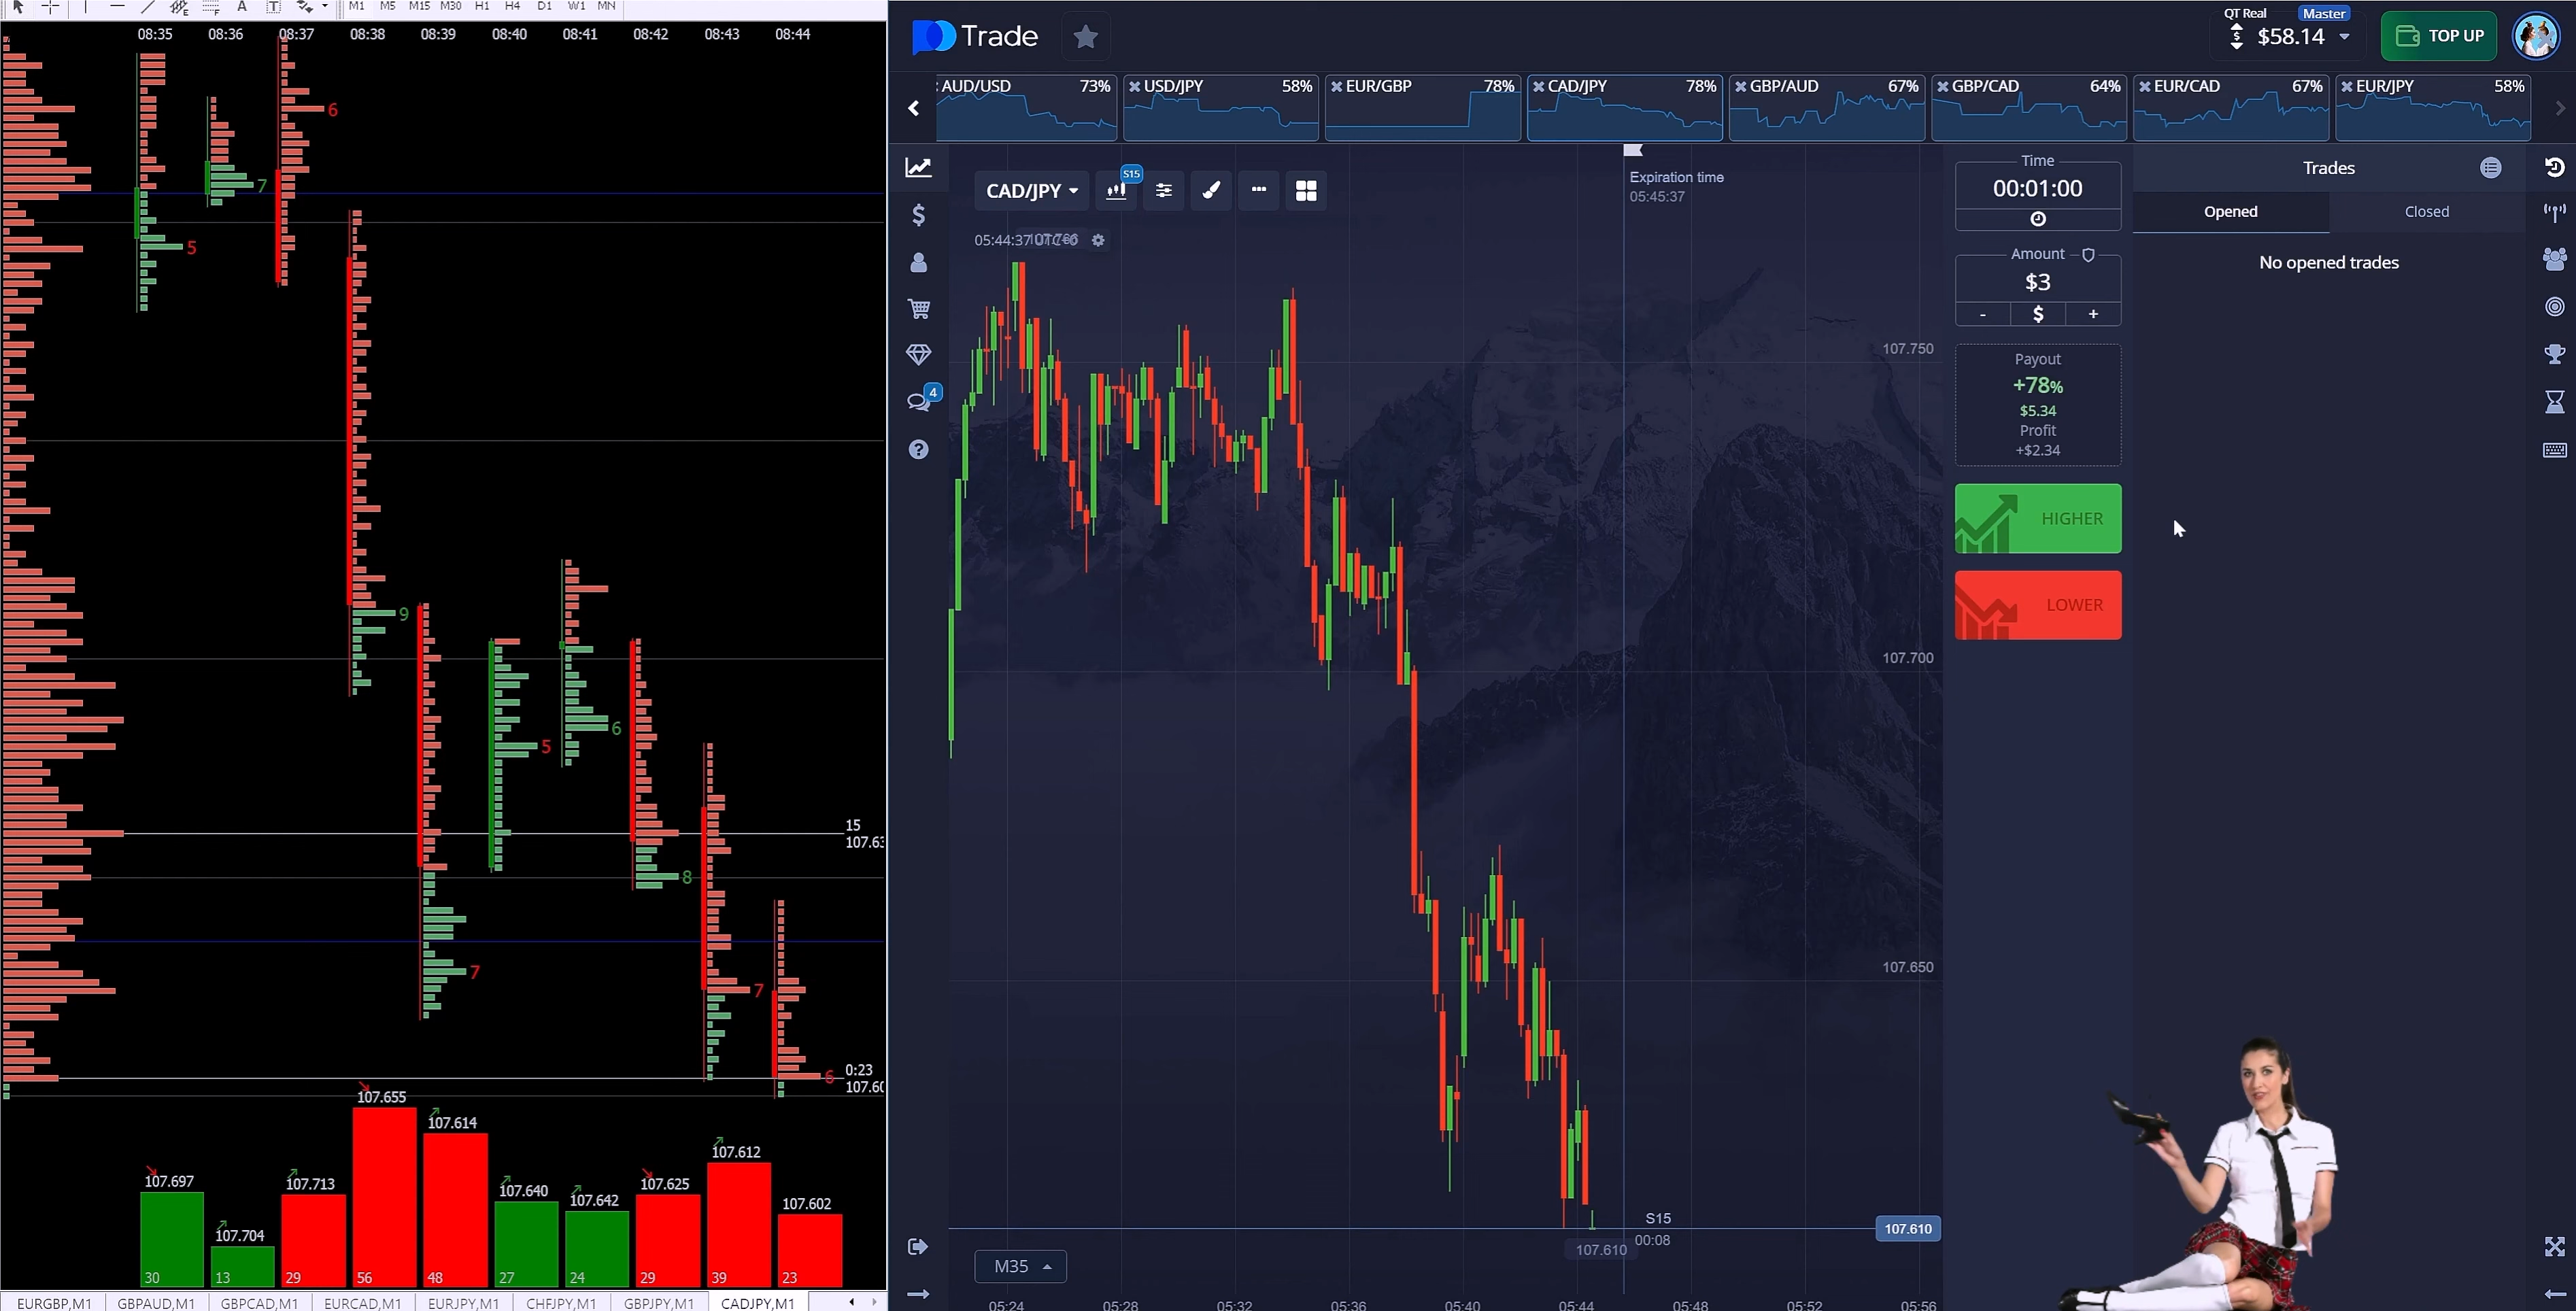 M1 M5 M15 M30 H1 H4 D1 W1 MN
08:35 08:36 08:37 08:38 08:39 08:40 08:41 08:42 08:43 08:44
6
7
5
9
5
6
8
7
7
6
15
107.63
0:23
107.60
107.655
107.614
107.612
107.697
107.713
107.640
107.642
107.625
107.602
107.704
30 13 29 56 48 27 24 29 39 23
EURGBP,M1 GBPAUD,M1 GBPCAD,M1 EURCAD,M1 EURJPY,M1 CHFJPY,M1 GBPJPY,M1 CADJPY,M1
Trade
QT Real Master
$58.14
TOP UP
AUD/USD 73%
USD/JPY 58%
EUR/GBP 78%
CAD/JPY 78%
GBP/AUD 67%
GBP/CAD 64%
EUR/CAD 67%
EUR/JPY 58%
CAD/JPY
S15
05:44:37
Expiration time
05:45:37
4
107.750
107.700
107.650
107.610
S15
00:08
107.610
M35
05:24 05:28 05:32 05:36 05:40 05:44 05:48 05:52 05:56
Time
00:01:00
Amount
$3
- $ +
Payout
+78%
$5.34
Profit
+$2.34
HIGHER
LOWER
Trades
Opened Closed
No opened trades